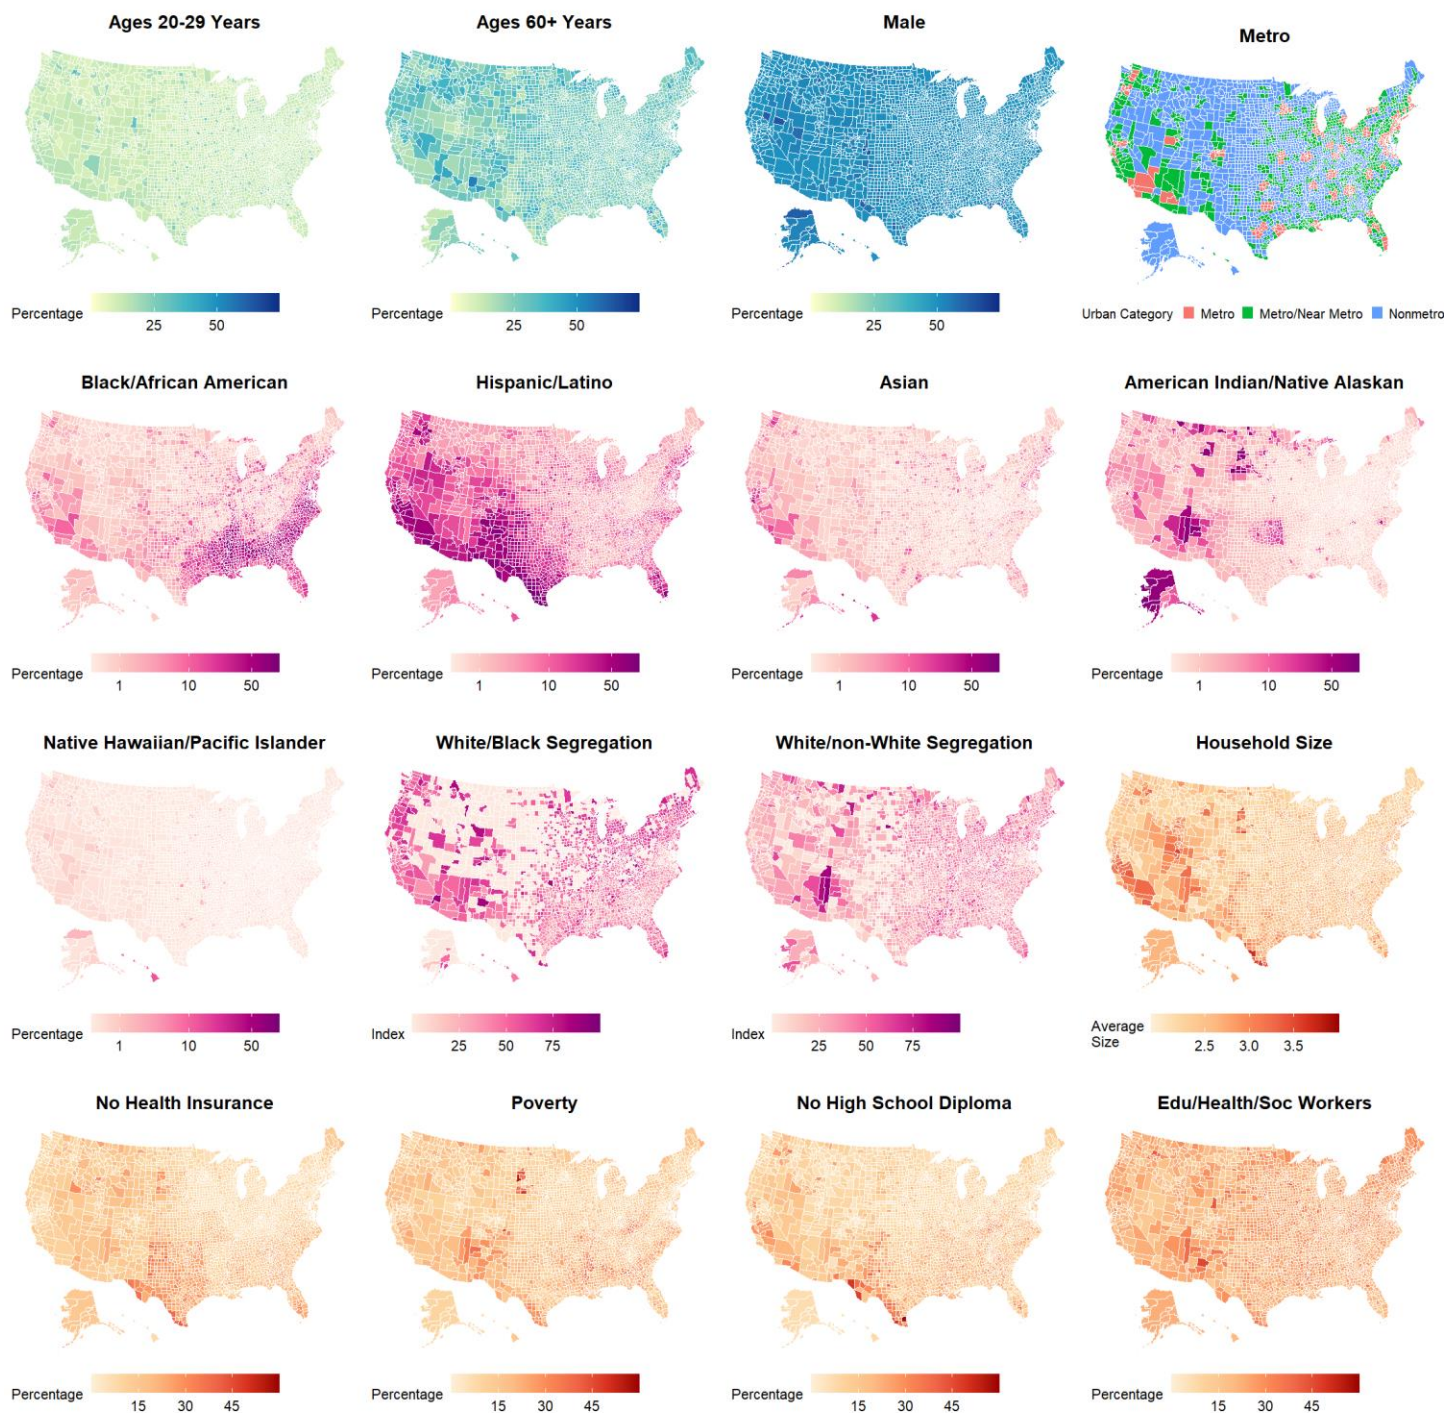 Ages 20-29 Years
Ages 60+ Years
Male
Metro
Percentage
25
50
Percentage
25
50
Percentage
25
50
Urban Category
Metro
Metro/Near Metro
Nonmetro
Black/African American
Hispanic/Latino
Asian
American Indian/Native Alaskan
Percentage
1
10
50
Percentage
1
10
50
Percentage
1
10
50
Percentage
1
10
50
Native Hawaiian/Pacific Islander
White/Black Segregation
White/non-White Segregation
Household Size
Percentage
1
10
50
Index
25
50
75
Index
25
50
75
Average
Size
2.5
3.0
3.5
No Health Insurance
Poverty
No High School Diploma
Edu/Health/Soc Workers
Percentage
15
30
45
Percentage
15
30
45
Percentage
15
30
45
Percentage
15
30
45